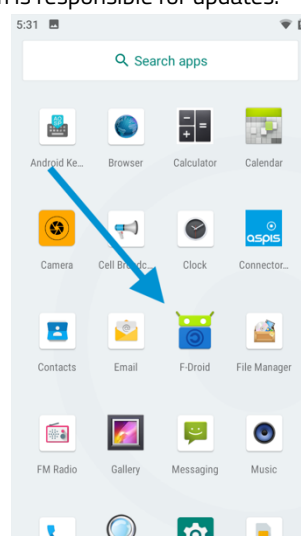 is responsible for updates.
5:31
Search apps
Android Ke... Browser Calculator Calendar
aspis
Camera Cell Broadc... Clock Connector...
Contacts Email F-Droid File Manager
FM Radio Gallery Messaging Music